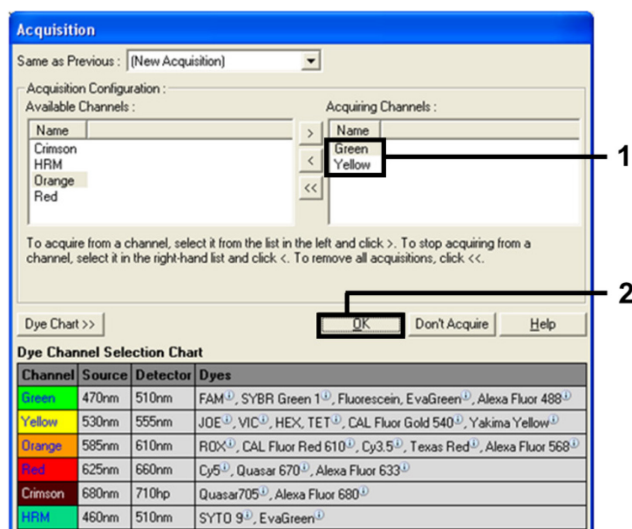 Acquisition
Same as Previous : (New Acquisition)
Acquisition Configuration :
Available Channels :
Name
Crimson
HRM
Orange
Red
>
<
<<
Acquiring Channels :
Name
Green
Yellow
1
To acquire from a channel, select it from the list in the left and click >. To stop acquiring from a
channel, select it in the right-hand list and click <. To remove all acquisitions, click <<.
2
Dye Chart >> OK Don't Acquire Help
Dye Channel Selection Chart
Channel Source Detector Dyes
Green 470nm 510nm FAM, SYBR Green 1, Fluorescein, EvaGreen, Alexa Fluor 488
Yellow 530nm 555nm JOE, VIC, HEX, TET, CAL Fluor Gold 540, Yakima Yellow
Orange 585nm 610nm ROX, CAL Fluor Red 610, Cy3.5, Texas Red, Alexa Fluor 568
Red 625nm 660nm Cy5, Quasar 670, Alexa Fluor 633
Crimson 680nm 710hp Quasar705, Alexa Fluor 680
HRM 460nm 510nm SYTO 9, EvaGreen